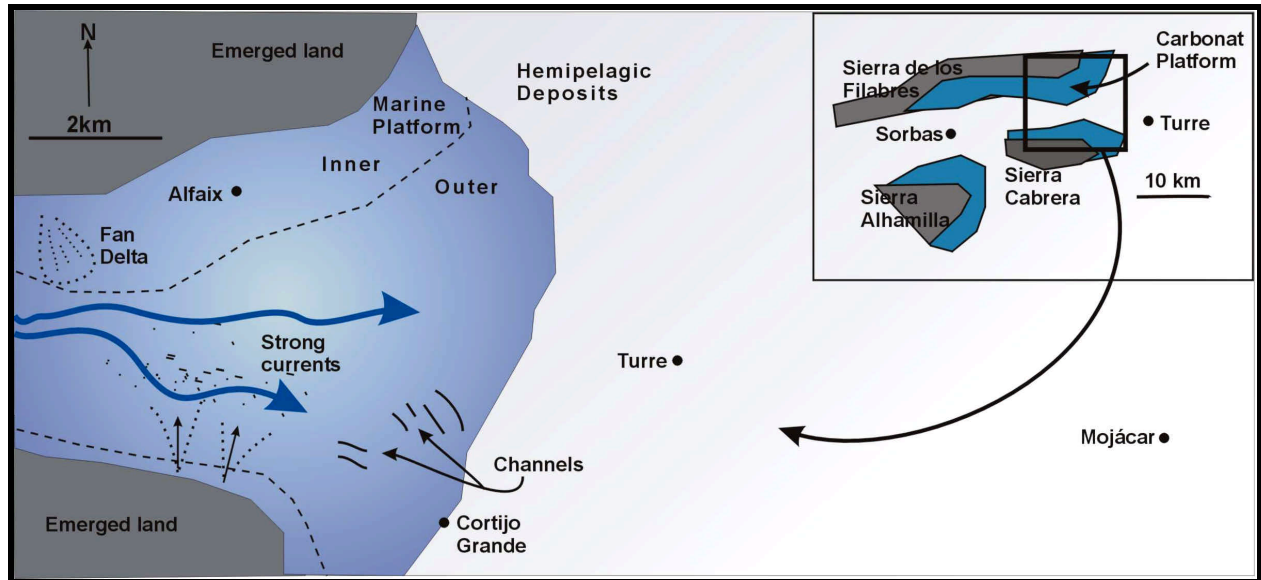 N
2km
Emerged land
Marine
Platform
Inner
Outer
Alfaix
Fan
Delta
Strong
currents
Channels
Cortijo
Grande
Emerged land
Hemipelagic
Deposits
Turre
Mojácar
Sierra de los
Filabres
Sorbas
Sierra
Alhamilla
Sierra
Cabrera
Carbonat
Platform
Turre
10 km